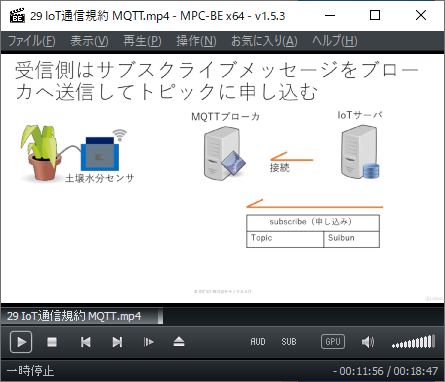 29 IoT通信規約 MQTT.mp4 - MPC-BE x64 - v1.5.3
ファイル(F) 表示(V) 再生(P) 操作(N) お気に入り(A) ヘルプ(H)
受信側はサブスクライブメッセージをブロー
カへ送信してトピックに申し込む
MQTTブローカ IoTサーバ
接続
土壌水分センサ
subscribe（申し込み）
Topic Suibun
29 IoT通信規約 MQTT.mp4
AUD SUB GPU
一時停止 - 00:11:56 / 00:18:47